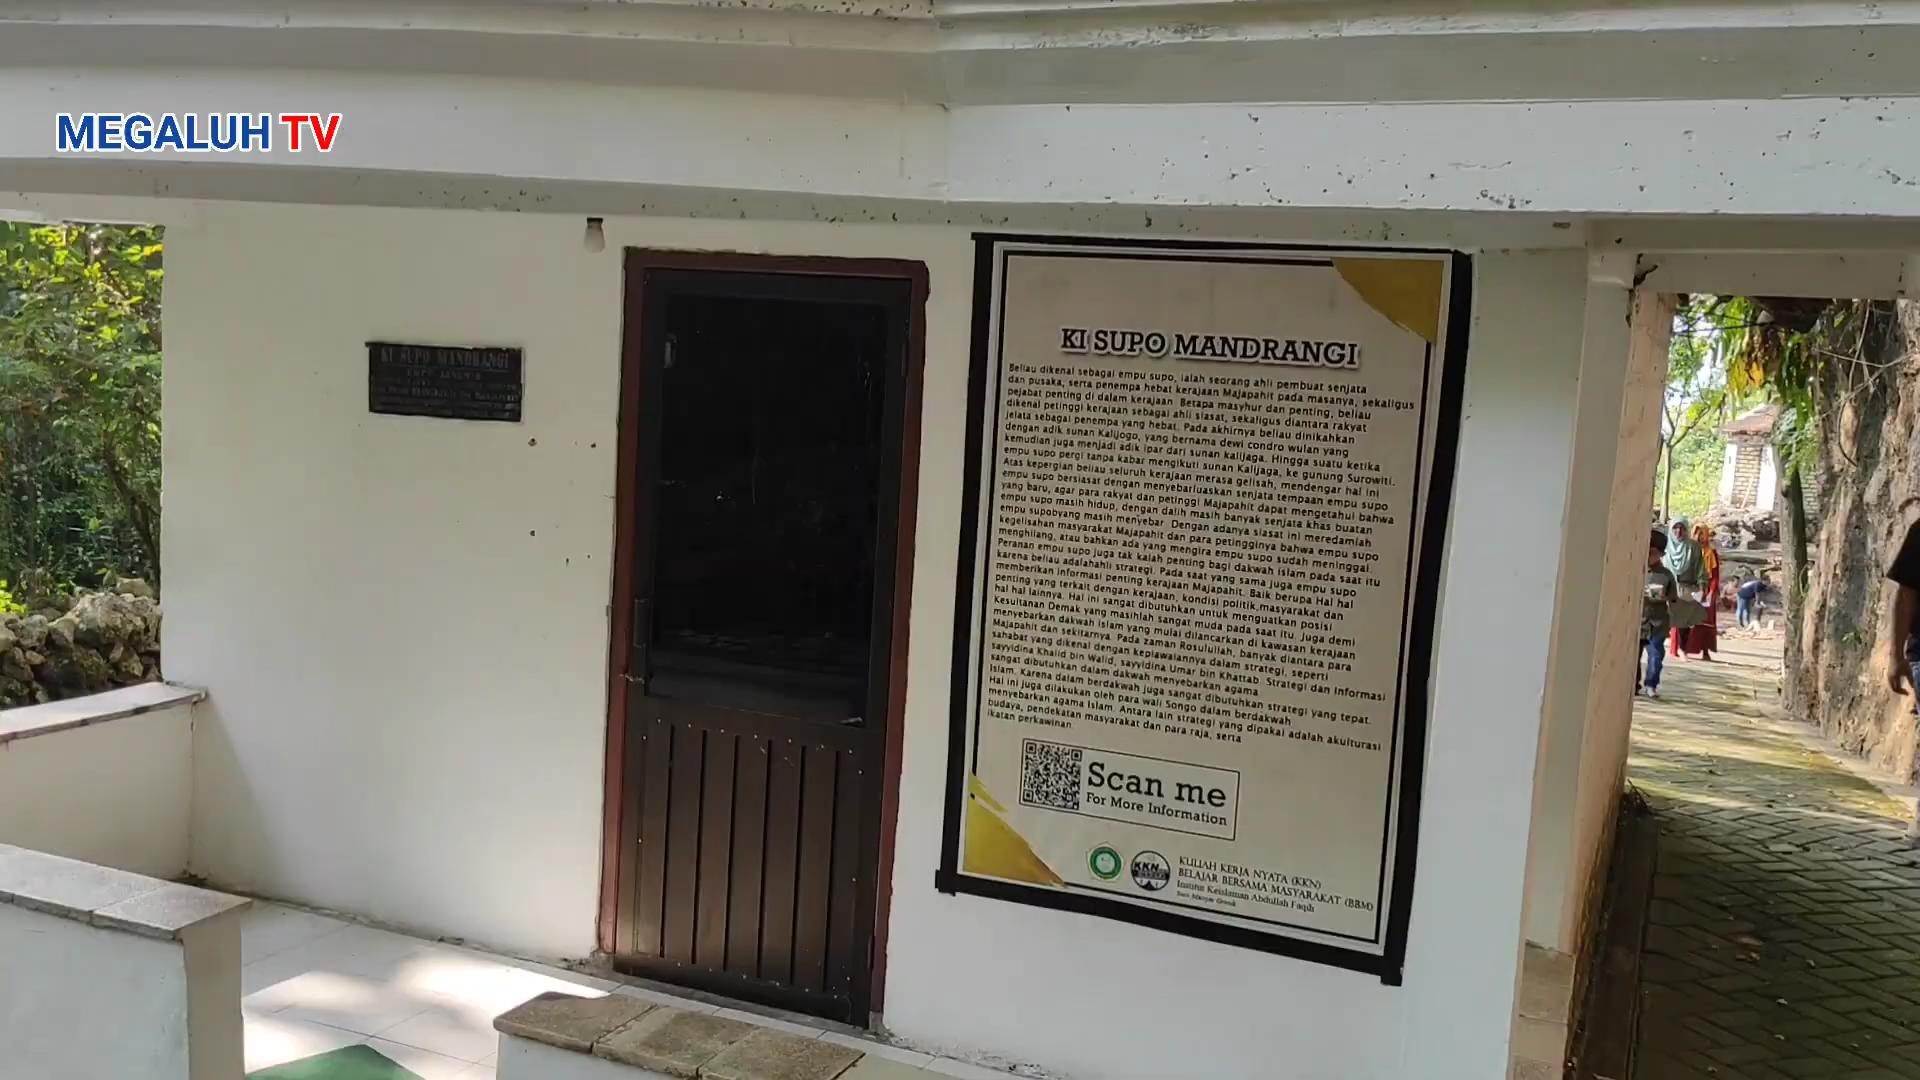 MEGALUH TV
KI SUPO MANDRANGI
KI SUPO MANDRANGI
Beliau dikenal sebagai empu supo, ialah seorang ahli pembuat senjata
dan pusaka, serta penempa hebat kerajaan Majapahit pada masanya, sekaligus
pejabat penting di dalam kerajaan. Betapa masyhur dan penting, beliau
dikenal petinggi kerajaan sebagai ahli siasat, sekaligus diantara rakyat
jelata sebagai penempa yang hebat. Pada akhirnya beliau dinikahkan
dengan adik sunan Kalijogo, yang bernama dewi condro wulan yang
kemudian juga menjadi adik ipar dari sunan kalijaga. Hingga suatu ketika
empu supo pergi tanpa kabar mengikuti sunan Kalijaga, ke gunung Surowiti.
Atas kepergian beliau seluruh kerajaan merasa gelisah, mendengar hal ini
empu supo bersiasat dengan menyebarluaskan senjata tempaan empu supo
yang baru, agar para rakyat dan petinggi Majapahit dapat mengetahui bahwa
empu supo masih hidup, dengan dalih masih banyak senjata khas buatan
empu supobyang masih menyebar. Dengan adanya siasat ini meredamlah
kegelisahan masyarakat Majapahit dan para petingginya bahwa empu supo
menghilang, atau bahkan ada yang mengira empu supo sudah meninggal.
Peranan empu supo juga tak kalah penting bagi dakwah islam pada saat itu
karena beliau adalahahli strategi. Pada saat yang sama juga empu supo
memberikan informasi penting kerajaan Majapahit. Baik berupa Hal hal
penting yang terkait dengan kerajaan, kondisi politik,masyarakat dan
hal hal lainnya. Hal ini sangat dibutuhkan untuk menguatkan posisi
Kesultanan Demak yang masihlah sangat muda pada saat itu. Juga demi
menyebarkan dakwah islam yang mulai dilancarkan di kawasan kerajaan
Majapahit dan sekitarnya. Pada zaman Rosulullah, banyak diantara para
sahabat yang dikenal dengan kepiawaiannya dalam strategi, seperti
sayyidina Khalid bin Walid, sayyidina Umar bin Khattab. Strategi dan Informasi
sangat dibutuhkan dalam dakwah menyebarkan agama
Islam. Karena dalam berdakwah juga sangat dibutuhkan strategi yang tepat.
Hal ini juga dilakukan oleh para wali Songo dalam berdakwah
menyebarkan agama Islam. Antara lain strategi yang dipakai adalah akulturasi
budaya, pendekatan masyarakat dan para raja, serta
ikatan perkawinan
Scan me
For More Information
KKN
KULIAH KERJA NYATA (KKN)
BELAJAR BERSAMA MASYARAKAT (BBM)
Institut Keislaman Abdullah Faqih
Suci Manyar Gresik